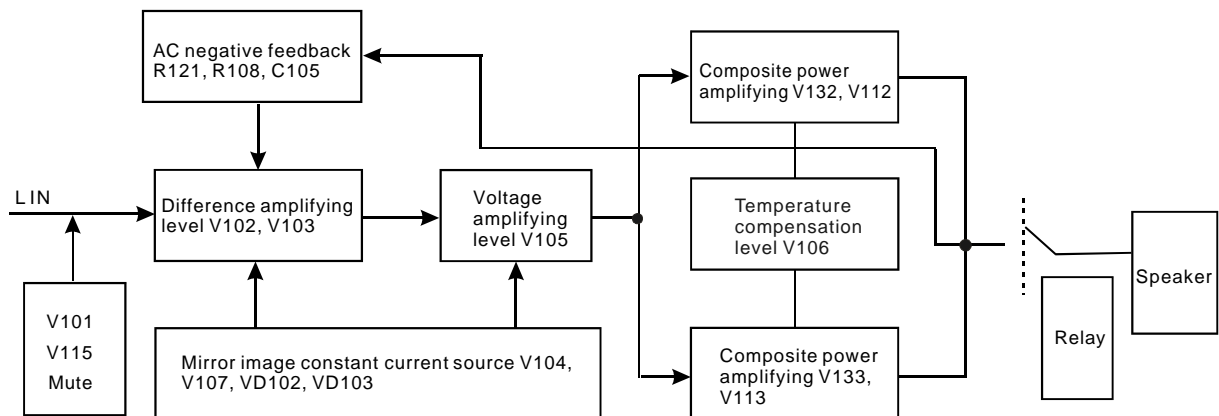 AC negative feedback
R121, R108, C105
Composite power
amplifying V132, V112
L IN
Difference amplifying
level V102, V103
Voltage
amplifying
level V105
Temperature
compensation
level V106
Speaker
V101
V115
Mute
Mirror image constant current source V104,
V107, VD102, VD103
Composite power
amplifying V133,
V113
Relay